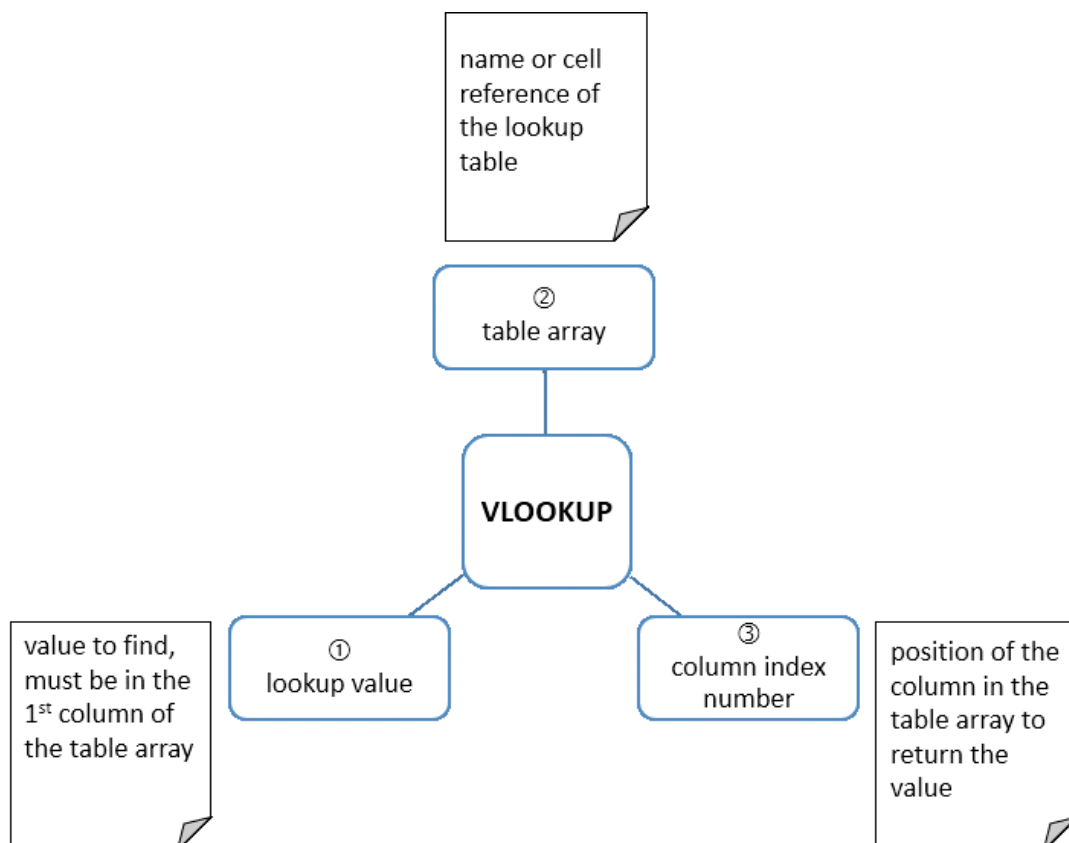 name or cell
reference of
the lookup
table
②
table array
VLOOKUP
value to find,
must be in the
1st column of
the table array
①
lookup value
③
column index
number
position of the
column in the
table array to
return the
value